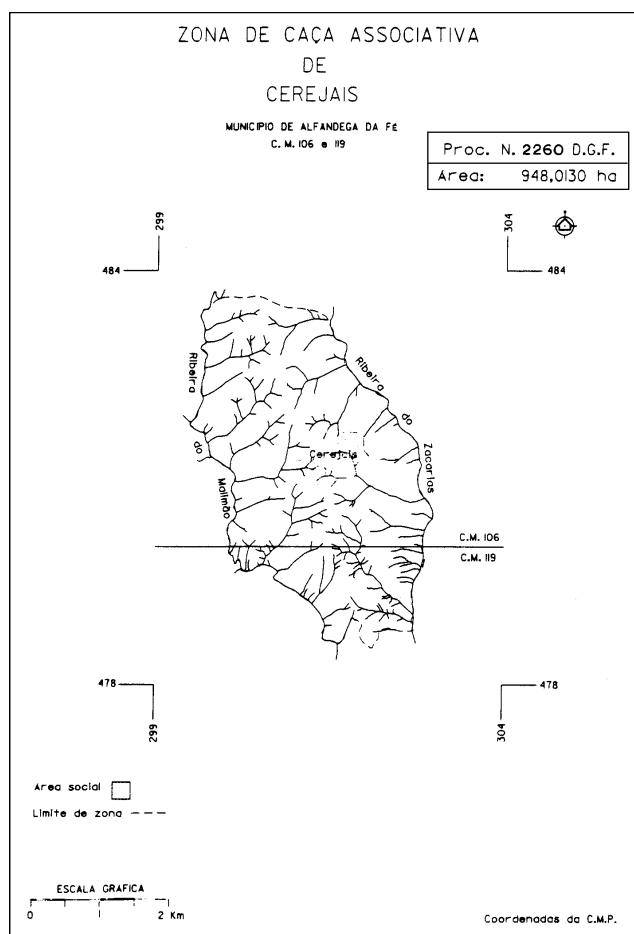 ZONA DE CAÇA ASSOCIATIVA
DE
CEREJAIS
MUNICIPIO DE ALFANDEGA DA FÉ
C. M. 106 e 119
Proc. N. 2260 D.G.F.
Area: 948,0130 ha
299
304
484
484
Ribeira
do
Malimão
Ribeira
do
Zacarias
Cerejais
C.M. 106
C.M. 119
478
478
299
304
Area social
Limite de zona
ESCALA GRAFICA
0 1 2 Km
Coordenadas da C.M.P.